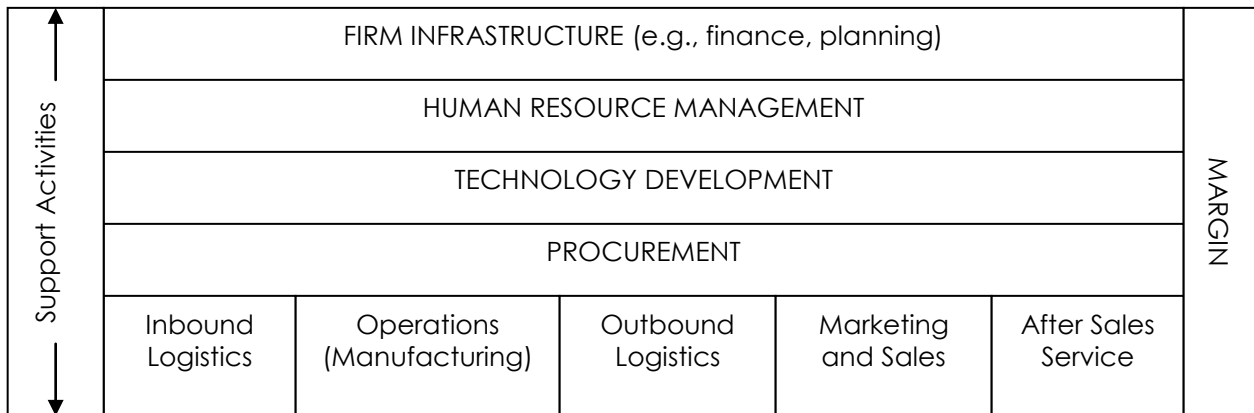 Support Activities
FIRM INFRASTRUCTURE (e.g., finance, planning)
HUMAN RESOURCE MANAGEMENT
TECHNOLOGY DEVELOPMENT
PROCUREMENT
Inbound
Logistics
Operations
(Manufacturing)
Outbound
Logistics
Marketing
and Sales
After Sales
Service
MARGIN